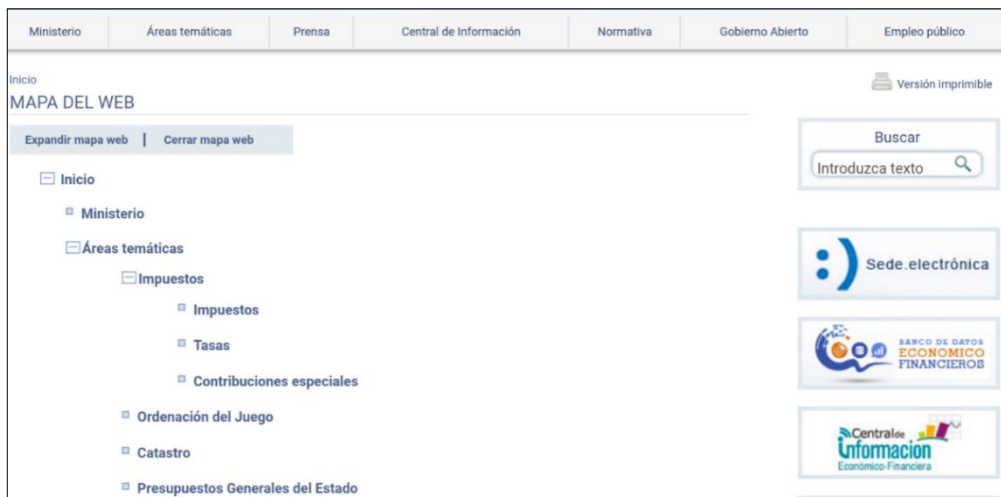 Ministerio
Áreas temáticas
Prensa
Central de Información
Normativa
Gobierno Abierto
Empleo público
Inicio
Versión imprimible
MAPA DEL WEB
Expandir mapa web | Cerrar mapa web
Inicio
Ministerio
Áreas temáticas
Impuestos
Impuestos
Tasas
Contribuciones especiales
Ordenación del Juego
Catastro
Presupuestos Generales del Estado
Buscar
Introduzca texto
:) Sede.electrónica
BANCO DE DATOS
ECONOMICO
FINANCIEROS
Central de
información
Económico-Financiera